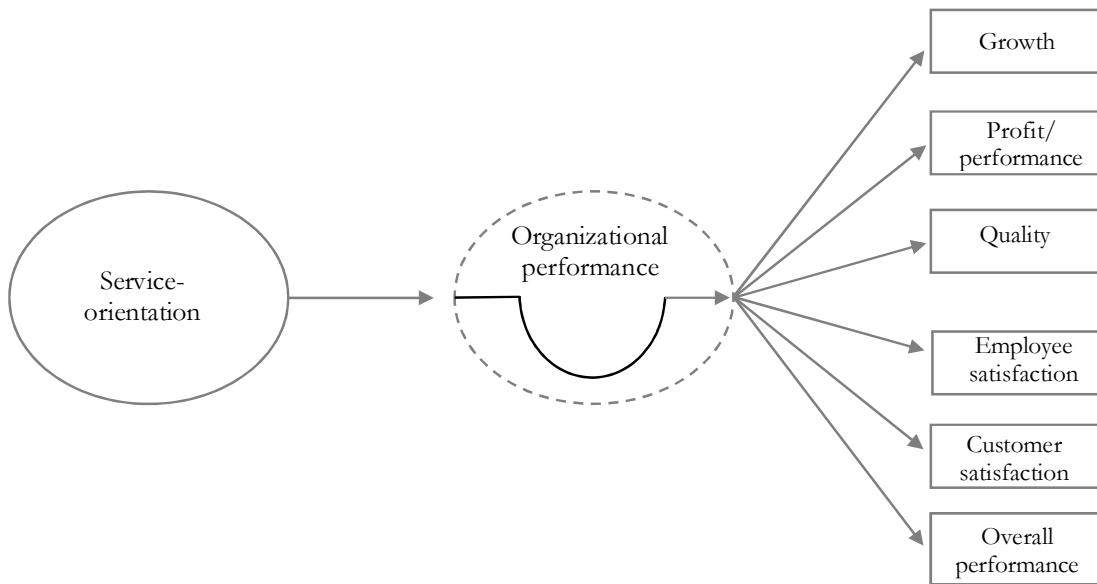 Service-
orientation
Organizational
performance
Growth
Profit/
performance
Quality
Employee
satisfaction
Customer
satisfaction
Overall
performance